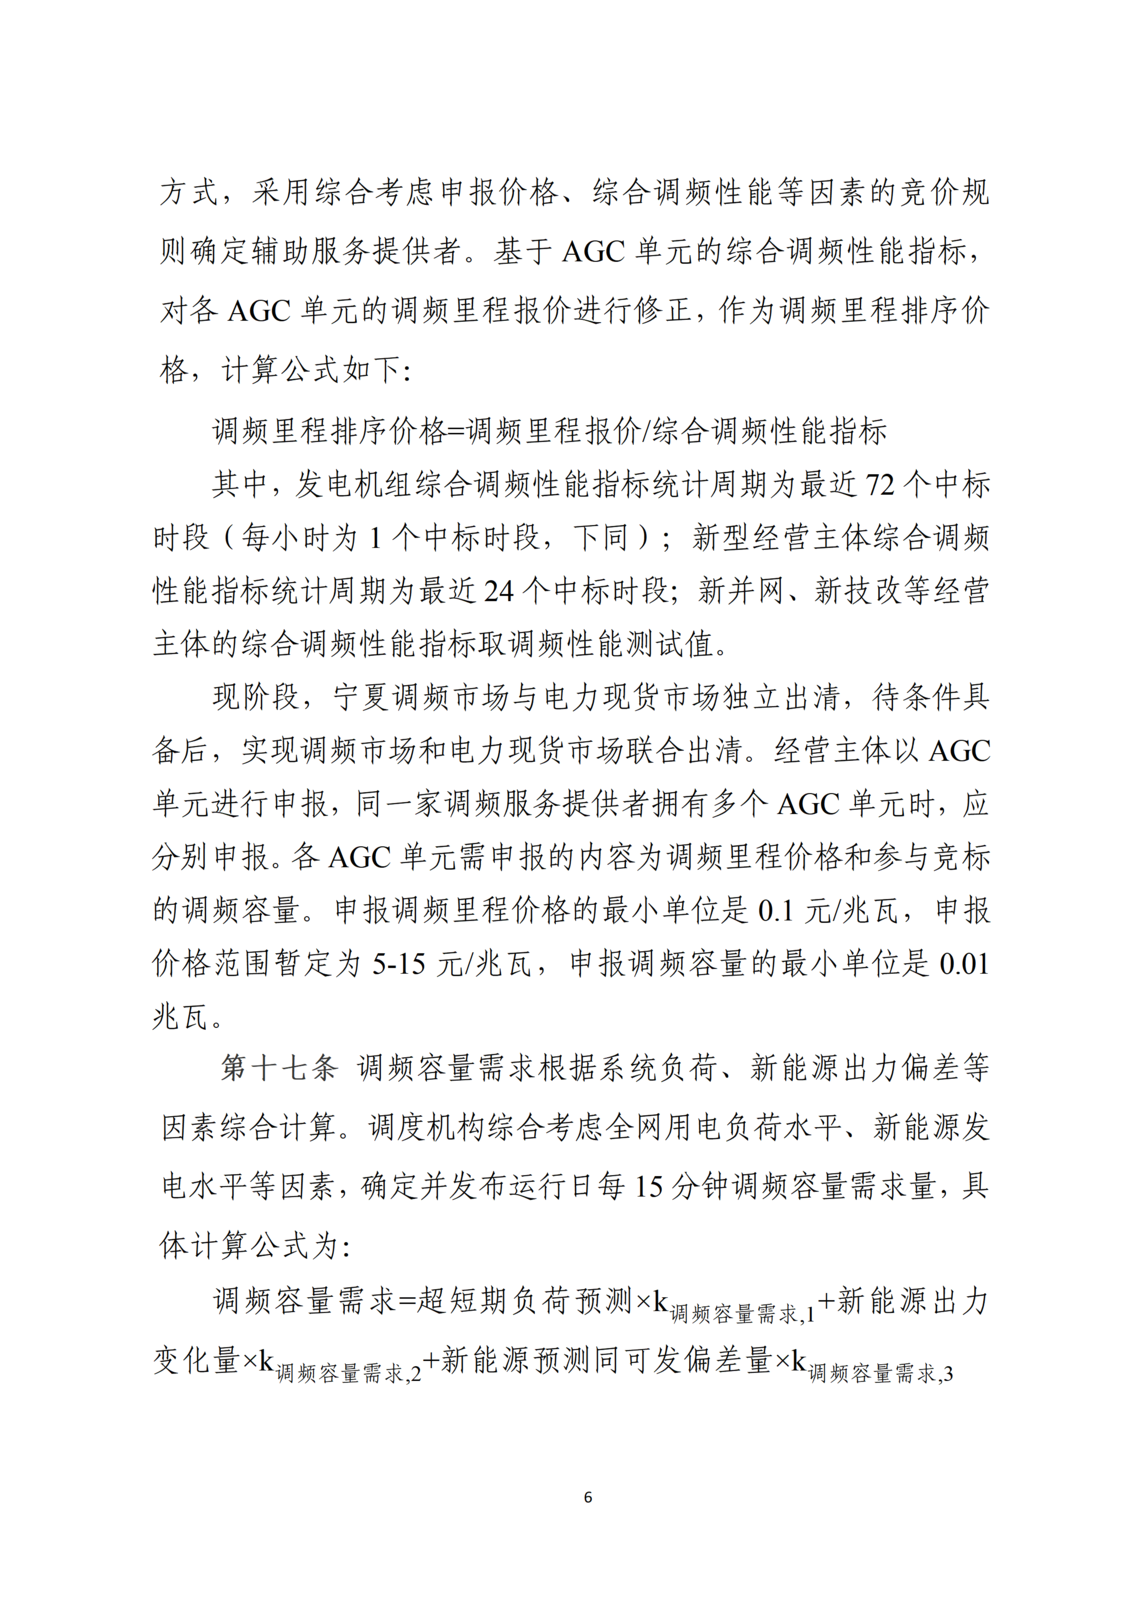 方式，采用综合考虑申报价格、综合调频性能等因素的竞价规
则确定辅助服务提供者。基于 AGC 单元的综合调频性能指标，
对各 AGC 单元的调频里程报价进行修正，作为调频里程排序价
格，计算公式如下：
调频里程排序价格=调频里程报价/综合调频性能指标
其中，发电机组综合调频性能指标统计周期为最近 72 个中标
时段（每小时为 1 个中标时段，下同）；新型经营主体综合调频
性能指标统计周期为最近 24 个中标时段；新并网、新技改等经营
主体的综合调频性能指标取调频性能测试值。
现阶段，宁夏调频市场与电力现货市场独立出清，待条件具
备后，实现调频市场和电力现货市场联合出清。经营主体以 AGC
单元进行申报，同一家调频服务提供者拥有多个 AGC 单元时，应
分别申报。各 AGC 单元需申报的内容为调频里程价格和参与竞标
的调频容量。申报调频里程价格的最小单位是 0.1 元/兆瓦，申报
价格范围暂定为 5-15 元/兆瓦，申报调频容量的最小单位是 0.01
兆瓦。
第十七条 调频容量需求根据系统负荷、新能源出力偏差等
因素综合计算。调度机构综合考虑全网用电负荷水平、新能源发
电水平等因素，确定并发布运行日每 15 分钟调频容量需求量，具
体计算公式为：
调频容量需求=超短期负荷预测×k调频容量需求,1+新能源出力
变化量×k调频容量需求,2+新能源预测同可发偏差量×k调频容量需求,3
6